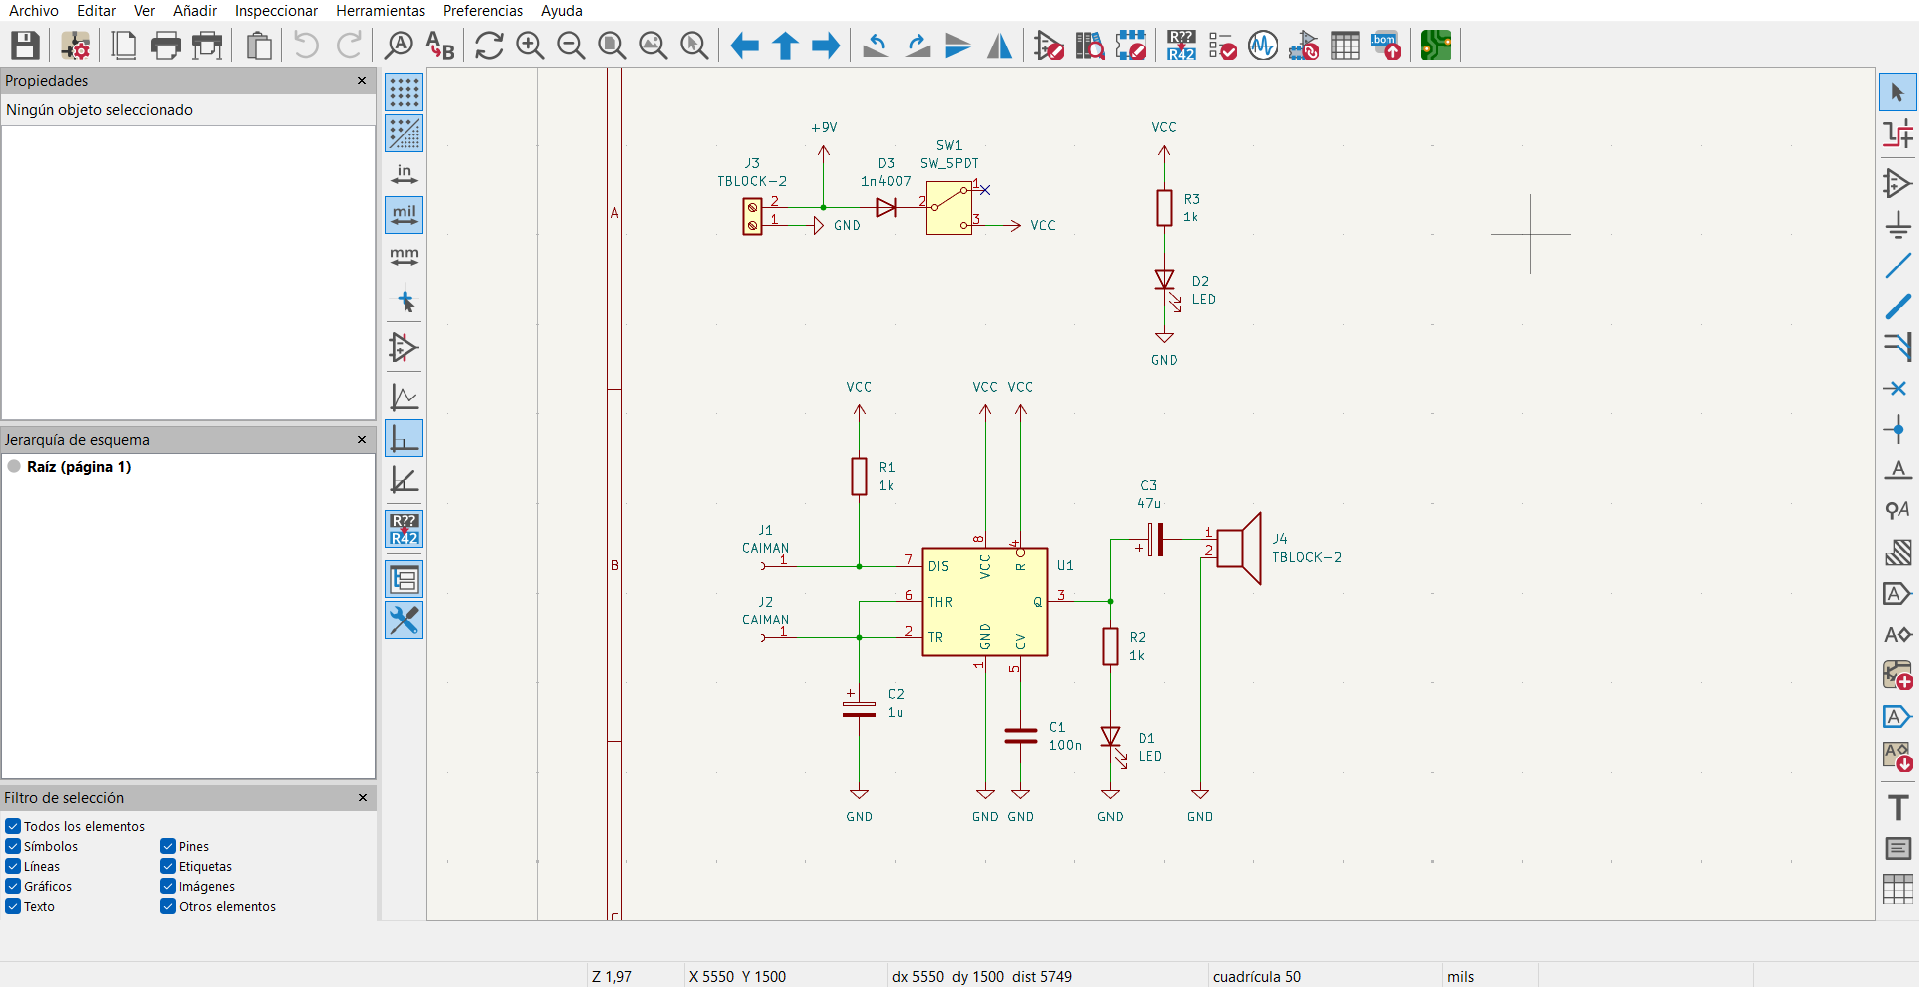 Archivo Editar Ver Añadir Inspeccionar Herramientas Preferencias Ayuda
A
A B
R??
R42
bom
Propiedades
Ningún objeto seleccionado
Jerarquía de esquema
Raíz (página 1)
Filtro de selección
Todos los elementos
Símbolos Pines
Líneas Etiquetas
Gráficos Imágenes
Texto Otros elementos
in
mil
mm
R??
R42
A
B
C
+9V
J3
TBLOCK-2
2
1
GND
D3
1n4007
SW1
SW_SPDT
2
1
3
VCC
VCC
R3
1k
D2
LED
GND
VCC
VCC VCC
R1
1k
J1
CAIMAN
1
J2
CAIMAN
1
7 DIS
6 THR
2 TR
8
VCC
4
R
U1
Q 3
GND
1
CV
5
C3
47u
+
1
2
J4
TBLOCK-2
R2
1k
+
C2
1u
C1
100n
D1
LED
GND
GND GND
GND
GND
A
A
A
A
A
A
A
T
Z 1,97
X 5550 Y 1500
dx 5550 dy 1500 dist 5749
cuadrícula 50
mils